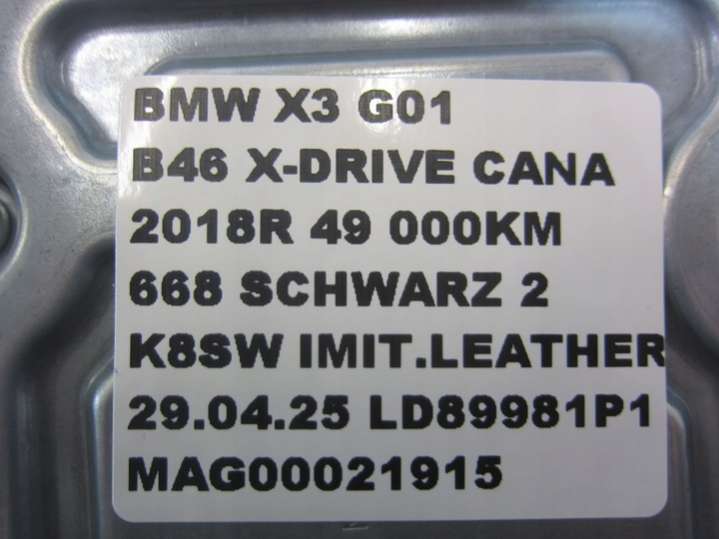 BMW X3 G01
B46 X-DRIVE CANA
2018R 49 000KM
668 SCHWARZ 2
K8SW IMIT.LEATHER
29.04.25 LD89981P1
MAG00021915